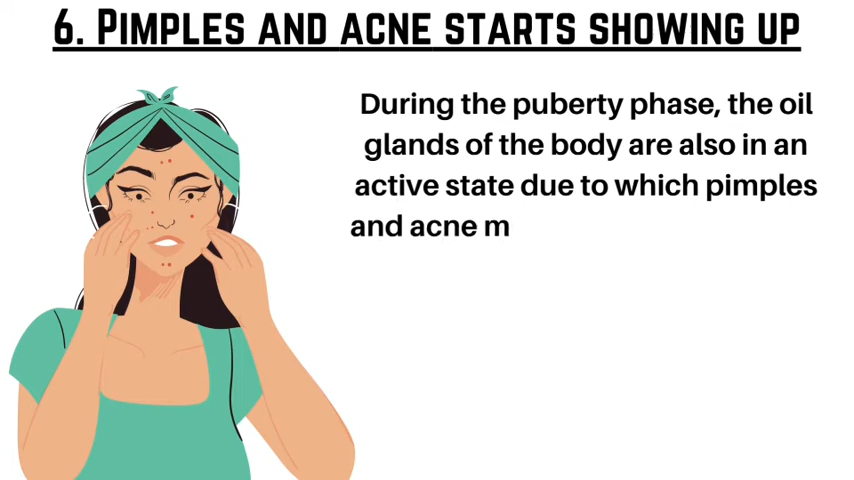 6. Pimples and acne starts showing up
During the puberty phase, the oil
glands of the body are also in an
active state due to which pimples
and acne m